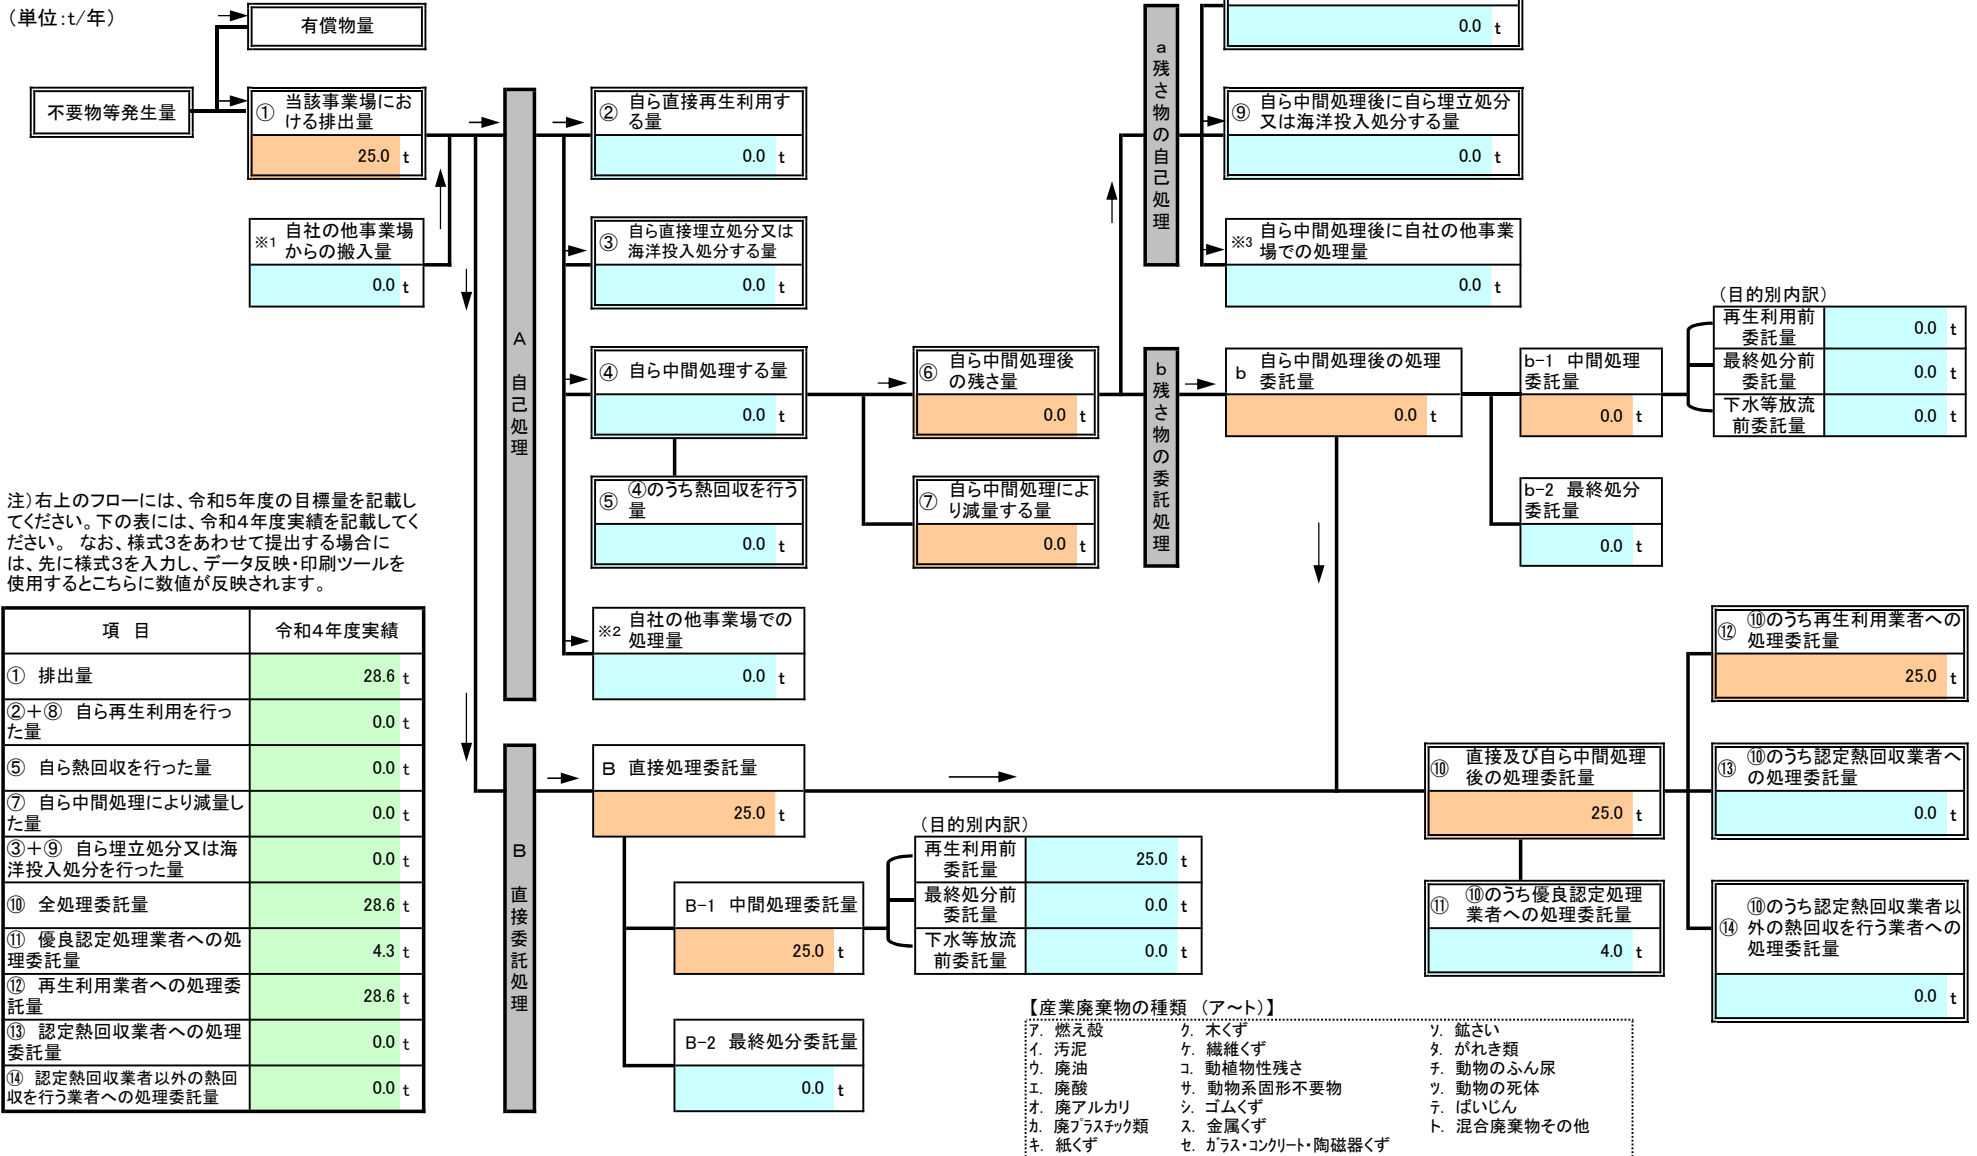 (単位:t/年)
有償物量
不要物等発生量
① 当該事業場にお
ける排出量
25.0 t
※1 自社の他事業場
からの搬入量
0.0 t
A 自己処理
② 自ら直接再生利用す
る量
0.0 t
③ 自ら直接埋立処分又は
海洋投入処分する量
0.0 t
④ 自ら中間処理する量
0.0 t
⑤ ④のうち熱回収を行う
量
0.0 t
※2 自社の他事業場での
処理量
0.0 t
⑥ 自ら中間処理後
の残さ量
0.0 t
⑦ 自ら中間処理によ
り減量する量
0.0 t
a残さ物の自己処理
0.0 t
⑨ 自ら中間処理後に自ら埋立処分
又は海洋投入処分する量
0.0 t
※3 自ら中間処理後に自社の他事業
場での処理量
0.0 t
b残さ物の委託処理
b 自ら中間処理後の処理
委託量
0.0 t
b-1 中間処理
委託量
0.0 t
b-2 最終処分
委託量
0.0 t
(目的別内訳)
再生利用前
委託量
0.0 t
最終処分前
委託量
0.0 t
下水等放流
前委託量
0.0 t
注)右上のフローには、令和5年度の目標量を記載し
てください。下の表には、令和4年度実績を記載してく
ださい。 なお、様式3をあわせて提出する場合に
は、先に様式3を入力し、データ反映・印刷ツールを
使用するとこちらに数値が反映されます。
項 目 令和4年度実績
① 排出量 28.6 t
②+⑧ 自ら再生利用を行っ
た量 0.0 t
⑤ 自ら熱回収を行った量 0.0 t
⑦ 自ら中間処理により減量し
た量 0.0 t
③+⑨ 自ら埋立処分又は海
洋投入処分を行った量 0.0 t
⑩ 全処理委託量 28.6 t
⑪ 優良認定処理業者への処
理委託量 4.3 t
⑫ 再生利用業者への処理委
託量 28.6 t
⑬ 認定熱回収業者への処理
委託量 0.0 t
⑭ 認定熱回収業者以外の熱回
収を行う業者への処理委託量 0.0 t
B 直接委託処理
B 直接処理委託量
25.0 t
B-1 中間処理委託量
25.0 t
B-2 最終処分委託量
0.0 t
(目的別内訳)
再生利用前
委託量
25.0 t
最終処分前
委託量
0.0 t
下水等放流
前委託量
0.0 t
⑩ 直接及び自ら中間処理
後の処理委託量
25.0 t
⑪ ⑩のうち優良認定処理
業者への処理委託量
4.0 t
⑫ ⑩のうち再生利用業者への
処理委託量
25.0 t
⑬ ⑩のうち認定熱回収業者へ
の処理委託量
0.0 t
⑭ ⑩のうち認定熱回収業者以
外の熱回収を行う業者への
処理委託量
0.0 t
【産業廃棄物の種類 (ア~ト)】
ア. 燃え殻 ク. 木くず ソ. 鉱さい
イ. 汚泥 ケ. 繊維くず タ. がれき類
ウ. 廃油 コ. 動植物性残さ チ. 動物のふん尿
エ. 廃酸 サ. 動物系固形不要物 ツ. 動物の死体
オ. 廃アルカリ シ. ゴムくず テ. ばいじん
カ. 廃プラスチック類 ス. 金属くず ト. 混合廃棄物その他
キ. 紙くず セ. ガラス・コンクリート・陶磁器くず